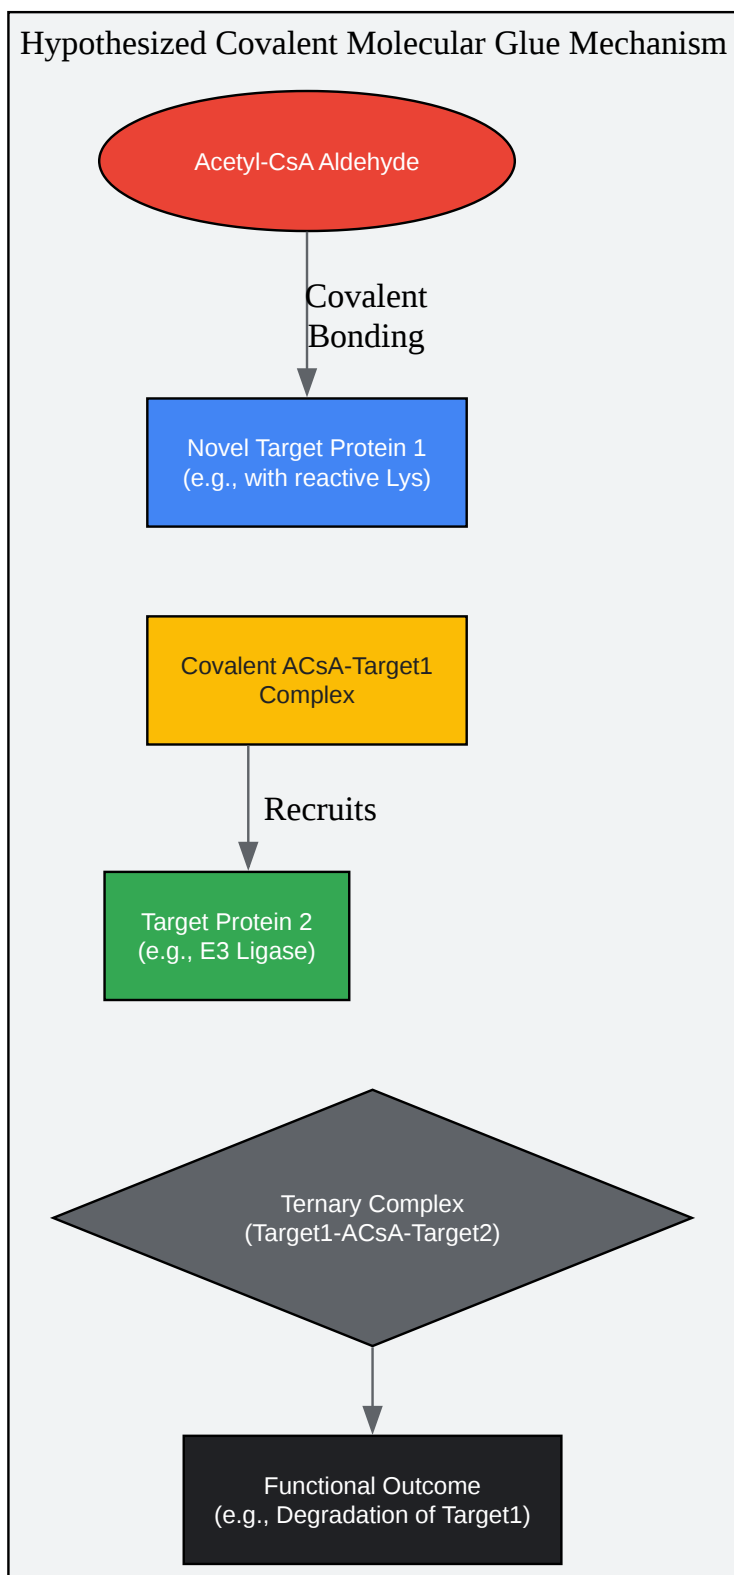 Hypothesized Covalent Molecular Glue Mechanism
Acetyl-CsA Aldehyde
Covalent
Bonding
Novel Target Protein 1
(e.g., with reactive Lys)
Covalent ACsA-Target1
Complex
Recruits
Target Protein 2
(e.g., E3 Ligase)
Ternary Complex
(Target1-ACsA-Target2)
Functional Outcome
(e.g., Degradation of Target1)